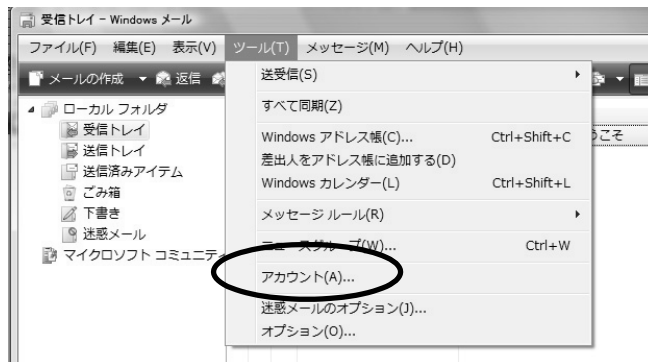 受信トレイ - Windows メール
ファイル(F) 編集(E) 表示(V) ツール(T) メッセージ(M) ヘルプ(H)
メールの作成 返信
送受信(S)
すべて同期(Z)
Windows アドレス帳(C)... Ctrl+Shift+C
差出人をアドレス帳に追加する(D)
Windows カレンダー(L) Ctrl+Shift+L
メッセージ ルール(R)
ニュースグループ(W)... Ctrl+W
アカウント(A)...
迷惑メールのオプション(J)...
オプション(O)...
ローカル フォルダ
受信トレイ
送信トレイ
送信済みアイテム
ごみ箱
下書き
迷惑メール
マイクロソフト コミュニティ
うこそ